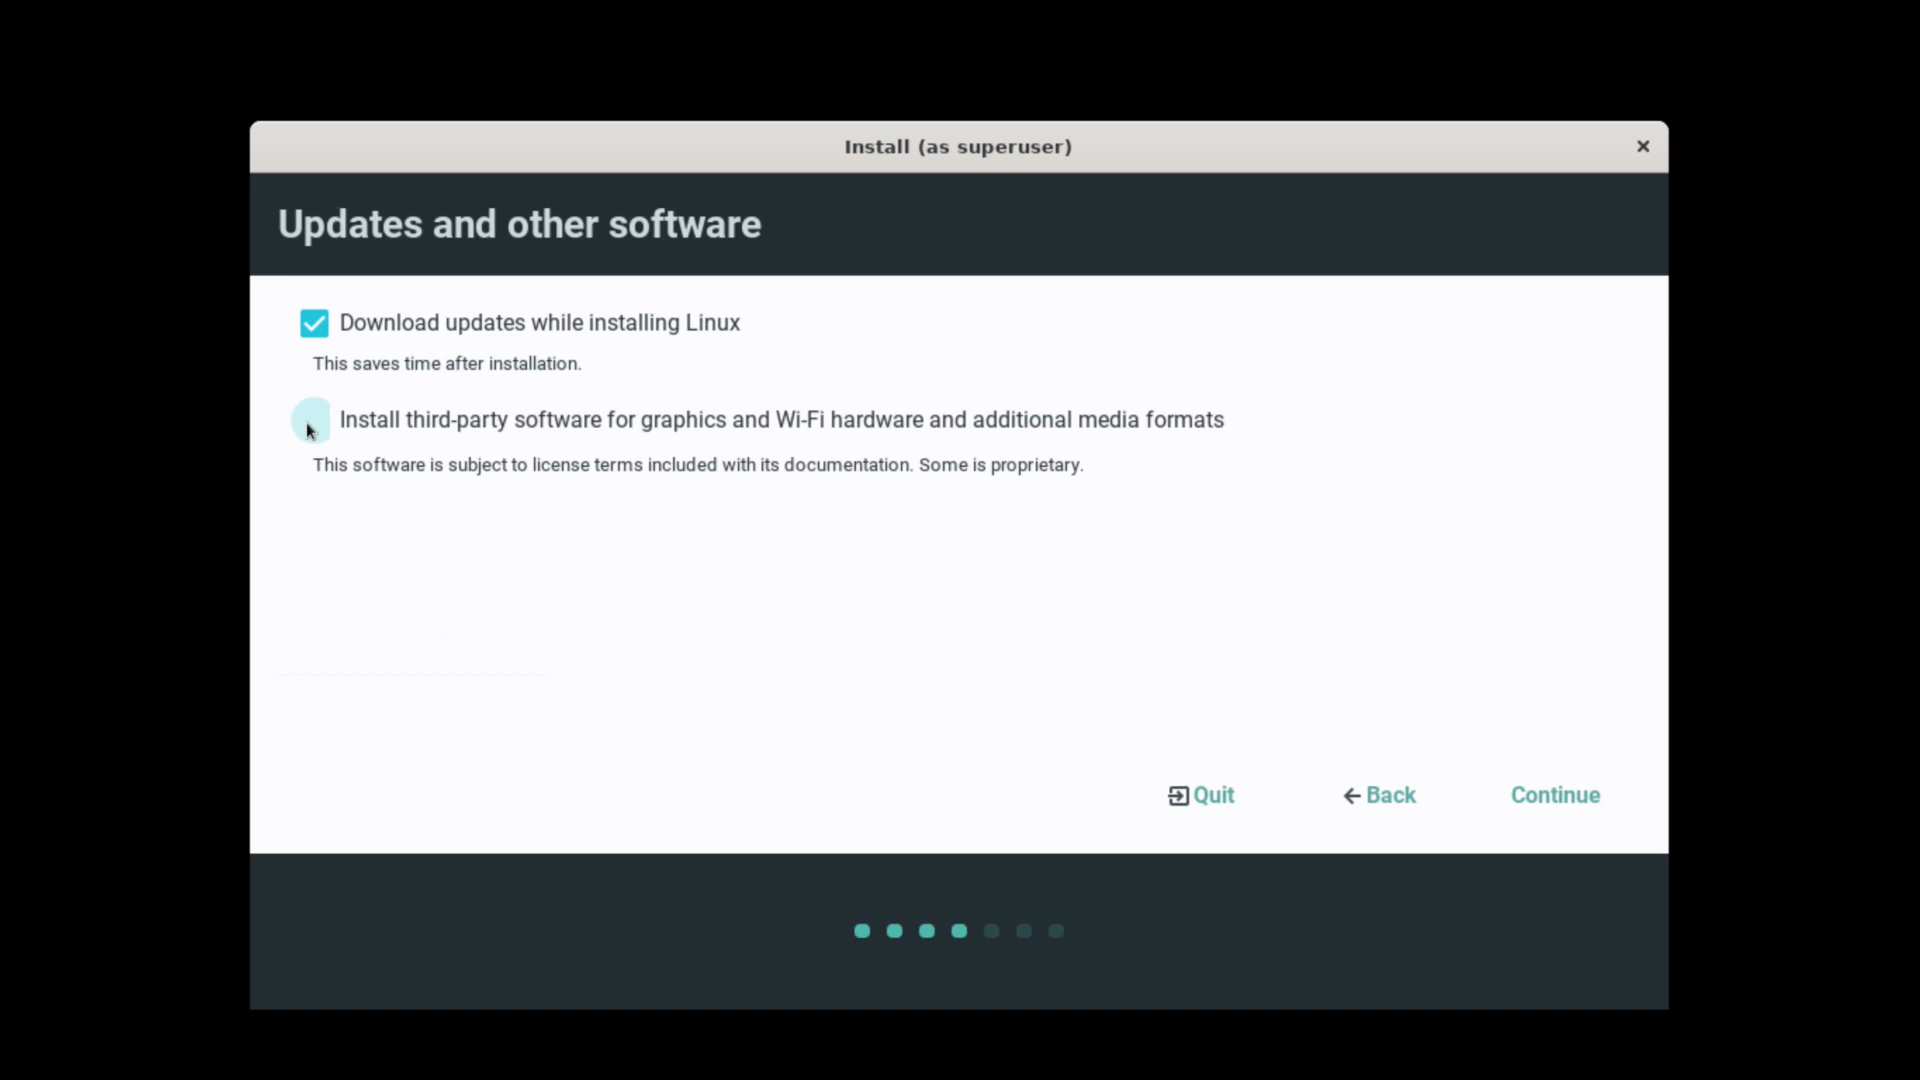 Install (as superuser)
Updates and other software
Download updates while installing Linux
This saves time after installation.
Install third-party software for graphics and Wi-Fi hardware and additional media formats
This software is subject to license terms included with its documentation. Some is proprietary.
Quit
Back
Continue